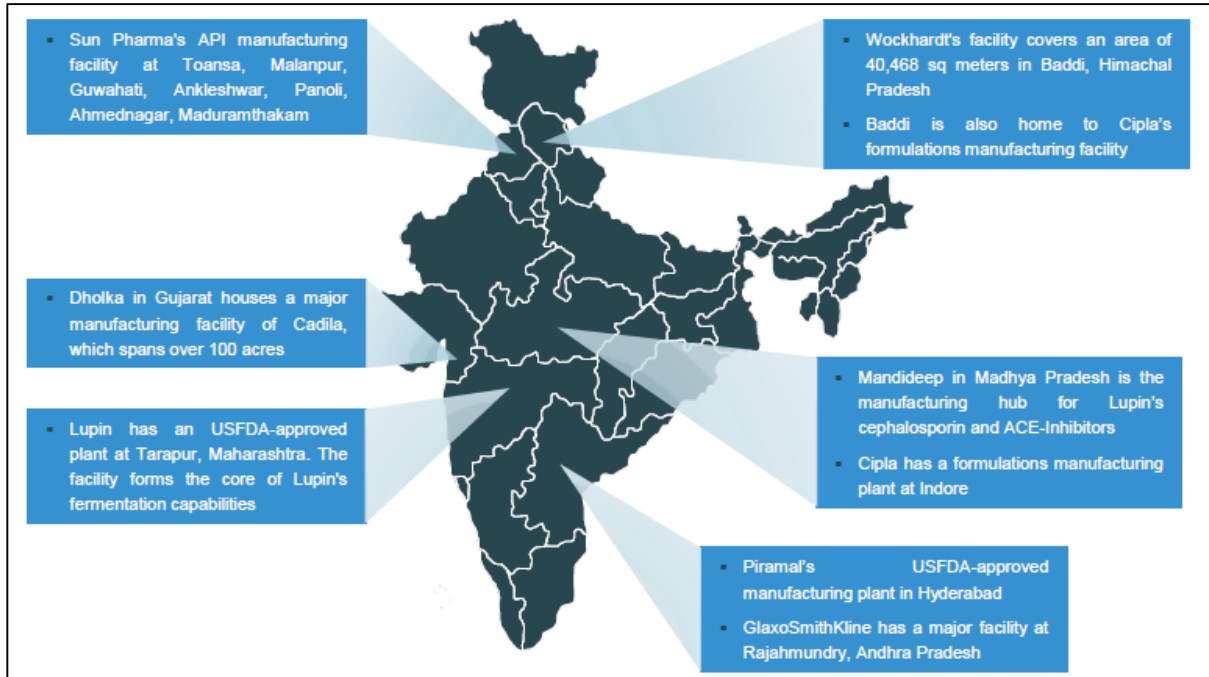 ▪ Sun Pharma's API manufacturing
facility at Toansa, Malanpur,
Guwahati, Ankleshwar, Panoli,
Ahmednagar, Maduramthakam
▪ Wockhardt's facility covers an area of
40,468 sq meters in Baddi, Himachal
Pradesh
▪ Baddi is also home to Cipla's
formulations manufacturing facility
▪ Dholka in Gujarat houses a major
manufacturing facility of Cadila,
which spans over 100 acres
▪ Lupin has an USFDA-approved
plant at Tarapur, Maharashtra. The
facility forms the core of Lupin's
fermentation capabilities
▪ Mandideep in Madhya Pradesh is the
manufacturing hub for Lupin's
cephalosporin and ACE-Inhibitors
▪ Cipla has a formulations manufacturing
plant at Indore
▪ Piramal's USFDA-approved
manufacturing plant in Hyderabad
▪ GlaxoSmithKline has a major facility at
Rajahmundry, Andhra Pradesh